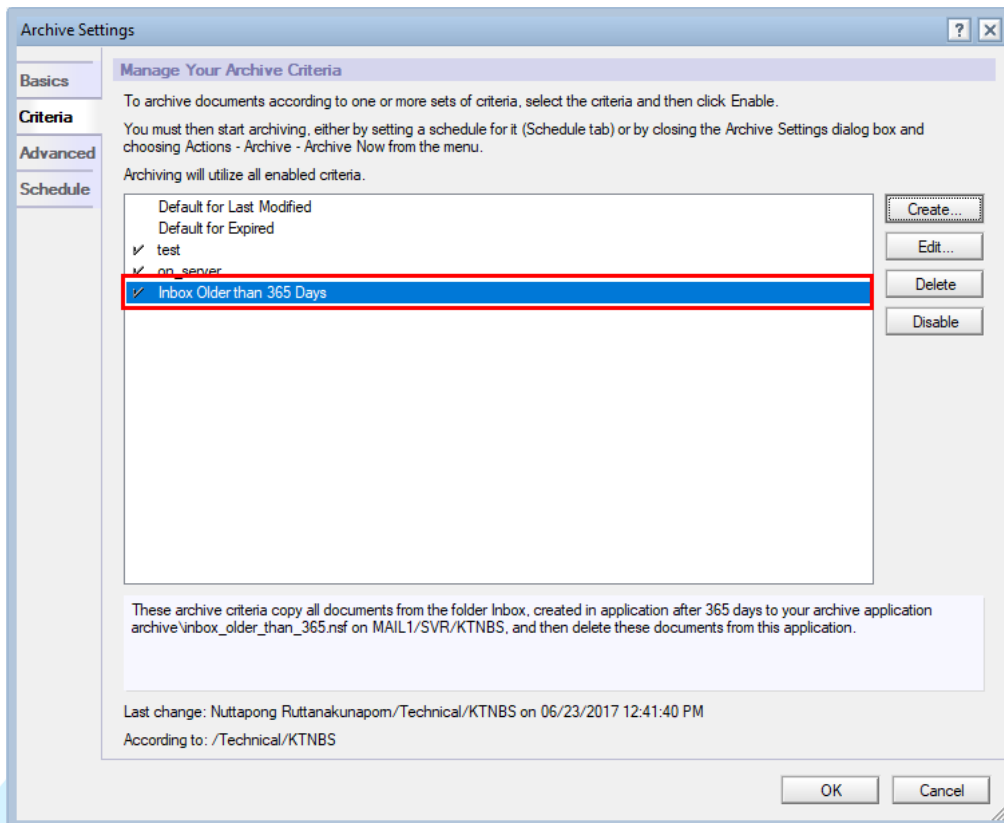 Archive Settings
?
Basics
Criteria
Advanced
Schedule
Manage Your Archive Criteria
To archive documents according to one or more sets of criteria, select the criteria and then click Enable.
You must then start archiving, either by setting a schedule for it (Schedule tab) or by closing the Archive Settings dialog box and
choosing Actions - Archive - Archive Now from the menu.
Archiving will utilize all enabled criteria.
Default for Last Modified
Default for Expired
test
on_server
Inbox Older than 365 Days
Create...
Edit...
Delete
Disable
These archive criteria copy all documents from the folder Inbox, created in application after 365 days to your archive application
archive\inbox_older_than_365.nsf on MAIL1/SVR/KTNBS, and then delete these documents from this application.
Last change: Nuttapong Ruttanakunaporn/Technical/KTNBS on 06/23/2017 12:41:40 PM
According to: /Technical/KTNBS
OK
Cancel